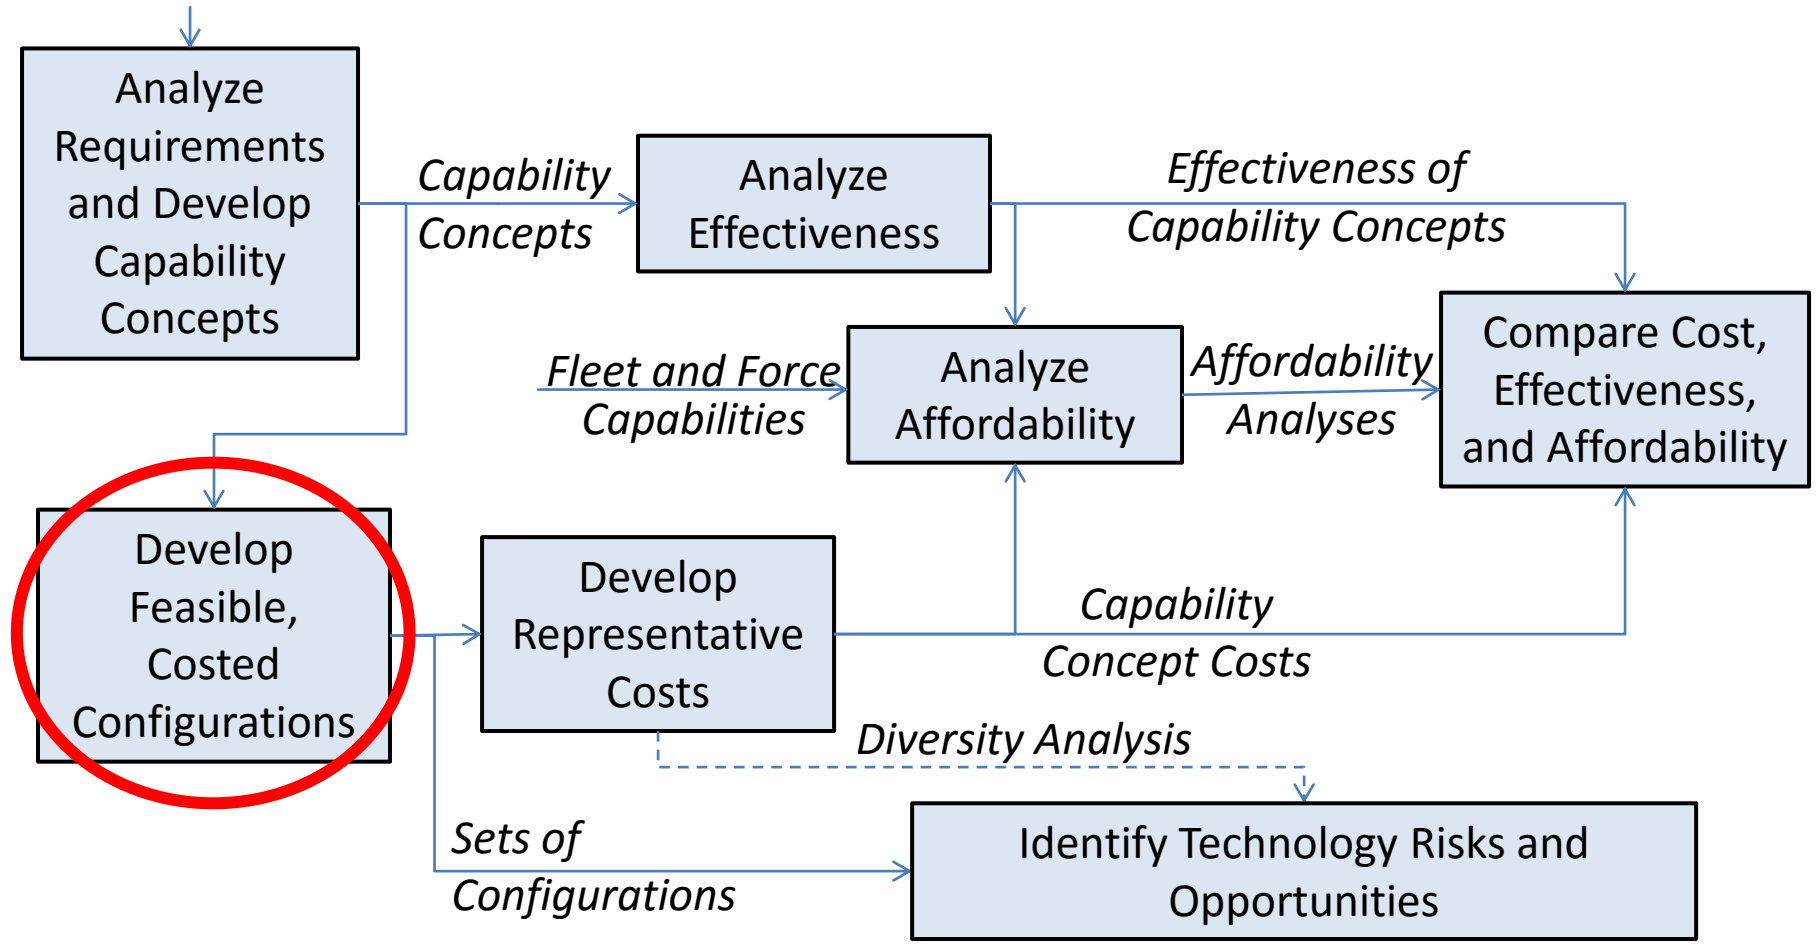 Analyze
Requirements
and Develop
Capability
Concepts
Capability
Concepts
Analyze
Effectiveness
Effectiveness of
Capability Concepts
Fleet and Force
Capabilities
Analyze
Affordability
Affordability
Analyses
Compare Cost,
Effectiveness,
and Affordability
Develop
Feasible,
Costed
Configurations
Develop
Representative
Costs
Capability
Concept Costs
Diversity Analysis
Sets of
Configurations
Identify Technology Risks and
Opportunities